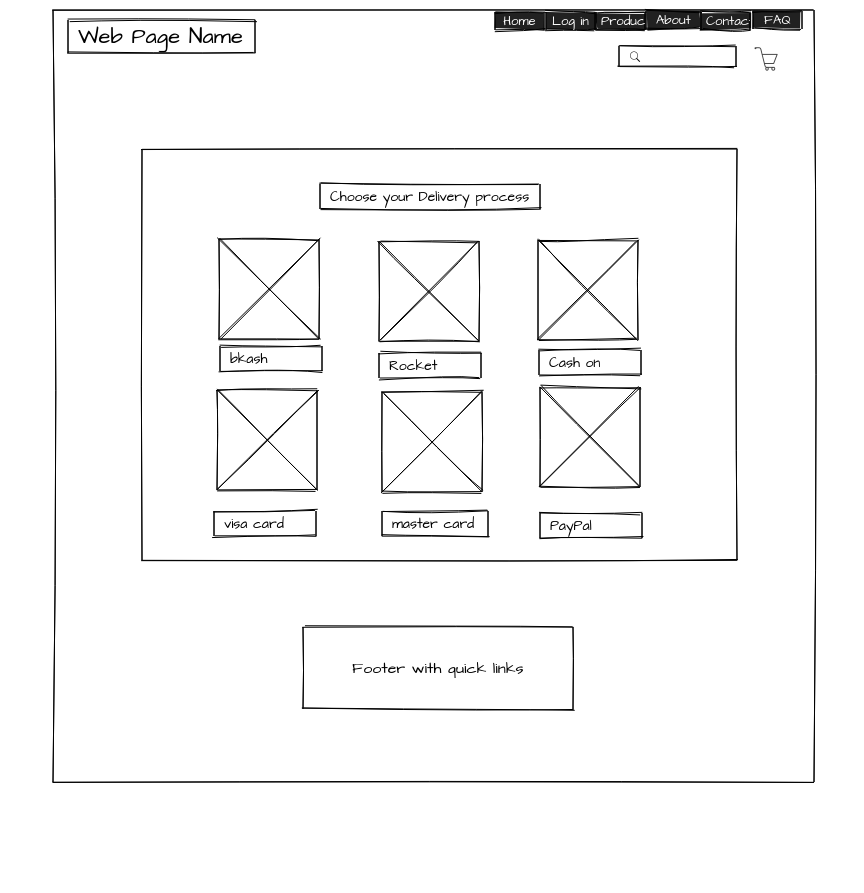 Home Log in Produc About Contac FAQ
Web Page Name
Choose your Delivery process
bkash Rocket Cash on
visa card master card PayPal
Footer with quick links